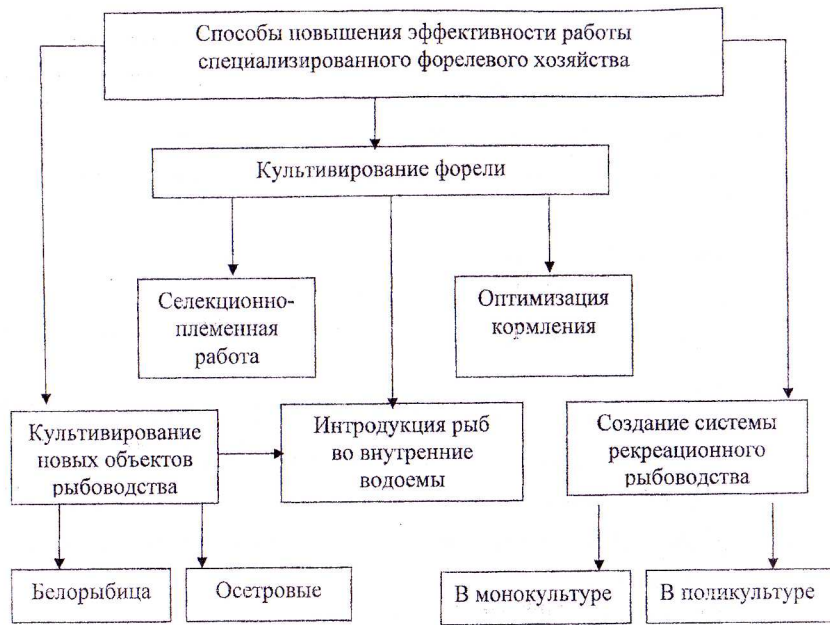 Способы повышения эффективности работы
специализированного форелевого хозяйства
Культивирование форели
Селекционно-
племенная
работа
Оптимизация
кормления
Культивирование
новых объектов
рыбоводства
Интродукция рыб
во внутренние
водоемы
Создание системы
рекреационного
рыбоводства
Белорыбица
Осетровые
В монокультуре
В поликультуре